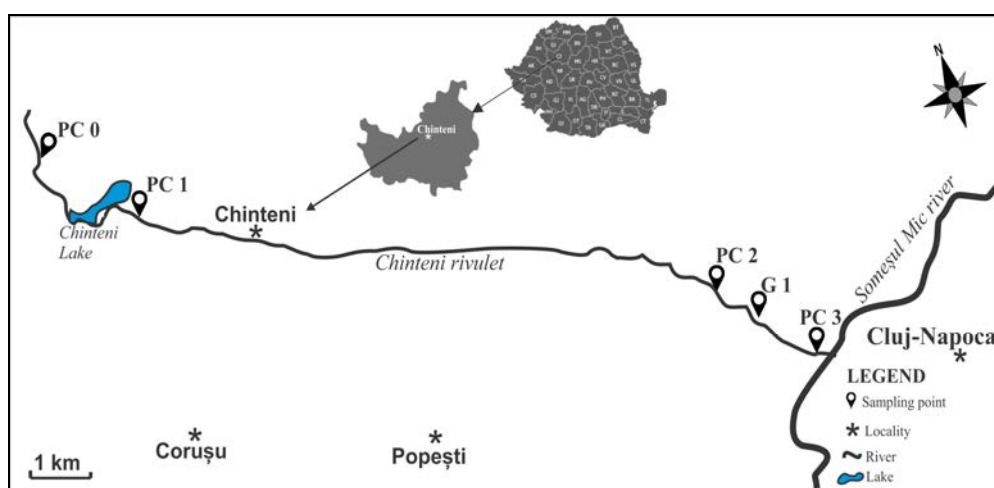 N
PC 0
PC 1
Chinteni
Chinteni
Lake
Chinteni
Chinteni rivulet
PC 2
G 1
PC 3
Someşul Mic river
Cluj-Napoca
LEGEND
Sampling point
Locality
River
Lake
Coruşu
Popeşti
1 km